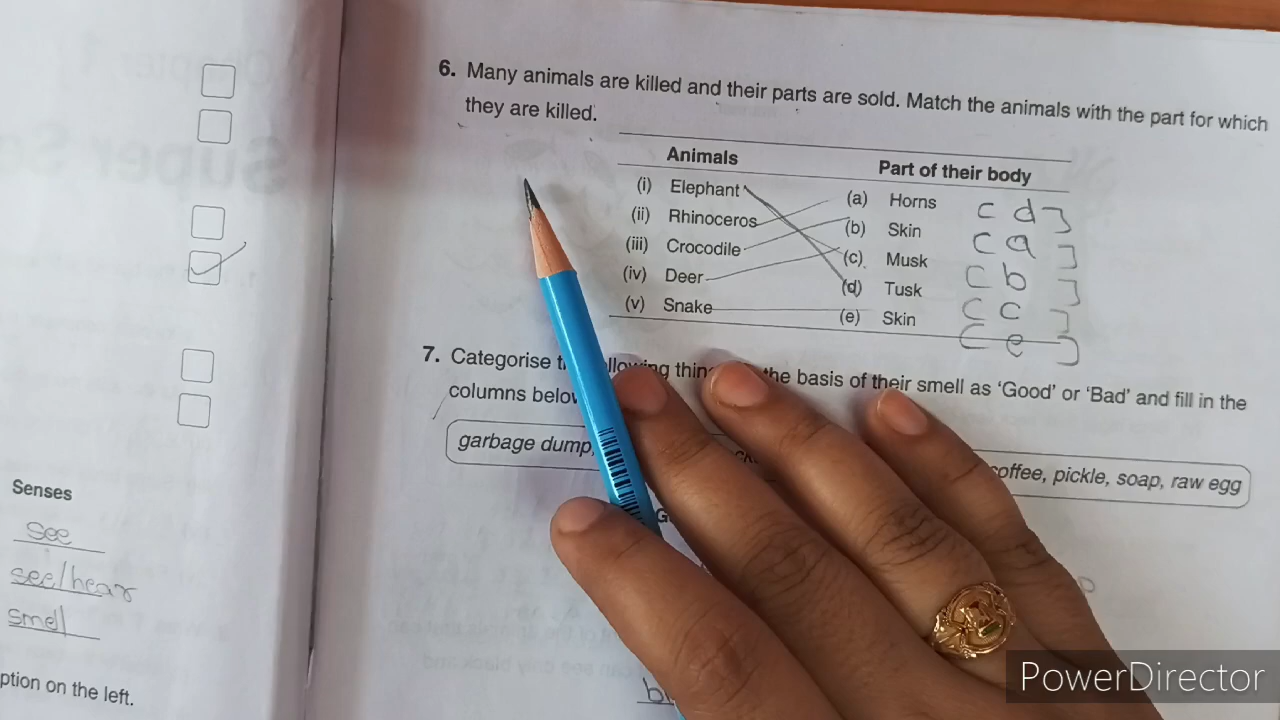 6. Many animals are killed and their parts are sold. Match the animals with the part for which
they are killed.
Animals Part of their body
(i) Elephant (a) Horns [d]
(ii) Rhinoceros (b) Skin [a]
(iii) Crocodile (c) Musk [b]
(iv) Deer (d) Tusk [c]
(v) Snake (e) Skin [e]
7. Categorise the basis of their smell as 'Good' or 'Bad' and fill in the
columns
garbage dump, coffee, pickle, soap, raw egg
Senses
see
see/hear
smell
ption on the left.
PowerDirector